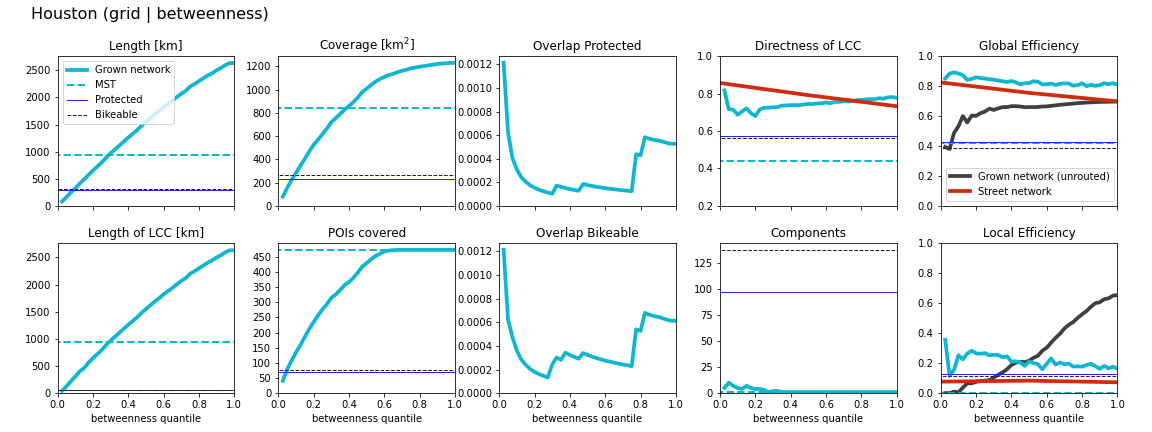 Houston (grid | betweenness)
Length [km]
2500
2000
1500
1000
500
0
Grown network
MST
Protected
Bikeable
Coverage [km²]
1200
1000
800
600
400
200
0
Overlap Protected
0.0012
0.0010
0.0008
0.0006
0.0004
0.0002
0.0000
Directness of LCC
1.0
0.8
0.6
0.4
0.2
Global Efficiency
1.0
0.8
0.6
0.4
0.2
0.0
Grown network (unrouted)
Street network
Length of LCC [km]
2500
2000
1500
1000
500
0
0.0 0.2 0.4 0.6 0.8 1.0
betweenness quantile
POIs covered
450
400
350
300
250
200
150
100
50
0
0.0 0.2 0.4 0.6 0.8 1.0
betweenness quantile
Overlap Bikeable
0.0012
0.0010
0.0008
0.0006
0.0004
0.0002
0.0000
0.0 0.2 0.4 0.6 0.8 1.0
betweenness quantile
Components
125
100
75
50
25
0
0.0 0.2 0.4 0.6 0.8 1.0
betweenness quantile
Local Efficiency
1.0
0.8
0.6
0.4
0.2
0.0
0.0 0.2 0.4 0.6 0.8 1.0
betweenness quantile